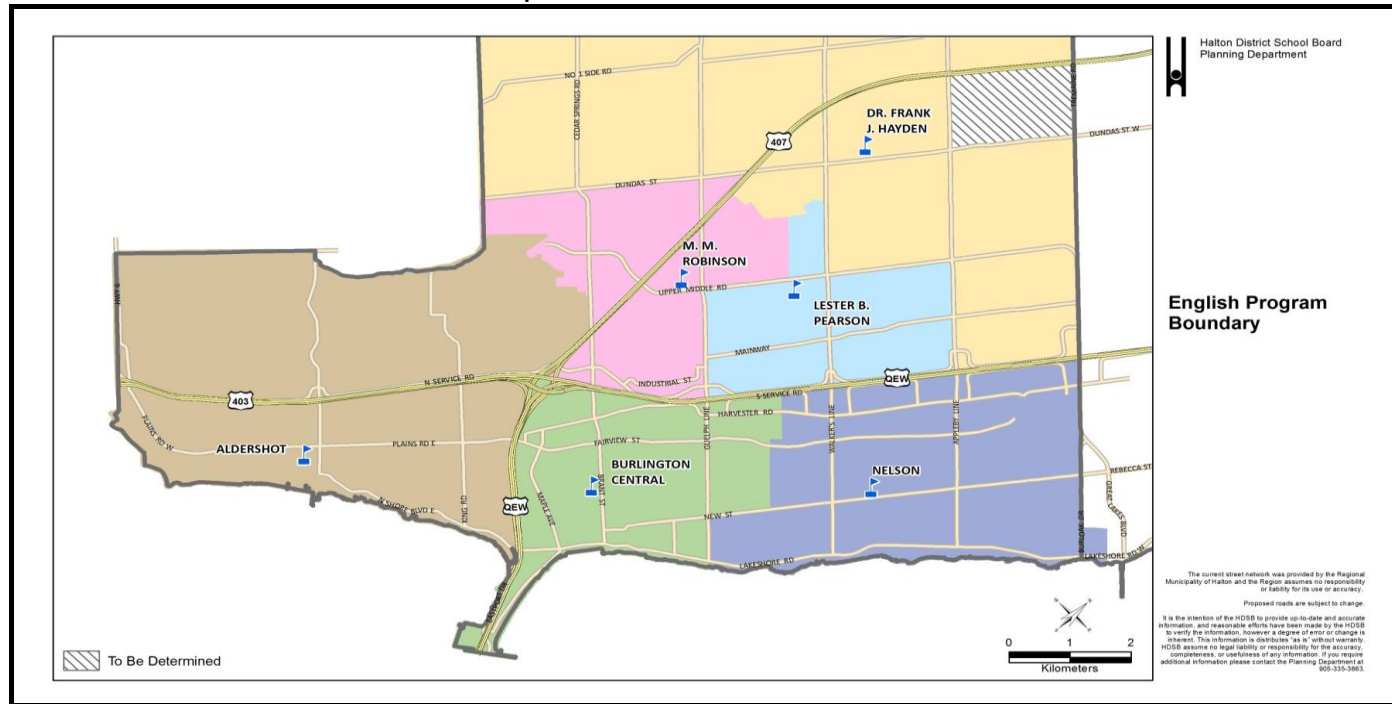 Halton District School Board
Planning Department
English Program
Boundary
NO 1 SIDE RD
CEDAR SPRINGS RD
DR. FRANK
J. HAYDEN
407
DUNDAS ST W
DUNDAS ST
M. M.
ROBINSON
UPPER MIDDLE RD
LESTER B.
PEARSON
HWY 6
MAINWAY
N SERVICE RD
INDUSTRIAL ST
QEW
S SERVICE RD
403
HARVESTER RD
PLAINS RD W
PLAINS RD E
FAIRVIEW ST
GUELPH LINE
WALKER'S LINE
APPLEBY LINE
ALDERSHOT
BURLINGTON
CENTRAL
NELSON
REBECCA ST
BRANT ST
MAPLE AVE
KING RD
N SHORE BLVD E
QEW
NEW ST
GREAT LAKES BLVD
BURLOAK DR
LAKESHORE RD
LAKESHORE RD W
EASTPORT DR
To Be Determined
0 1 2
Kilometers
The current street network was provided by the Regional
Municipality of Halton and the Region assumes no responsibility
or liability for its use or accuracy.
Proposed roads are subject to change.
It is the intention of the HDSB to provide up-to-date and accurate
information, and reasonable efforts have been made by the HDSB
to verify the information, however a degree of error or change is
inherent. This information is distributes "as is" without warranty.
HDSB assume no legal liability or responsibility for the accuracy,
completeness, or usefulness of any information. If you require
additional information please contact the Planning Department at
905-335-3663.